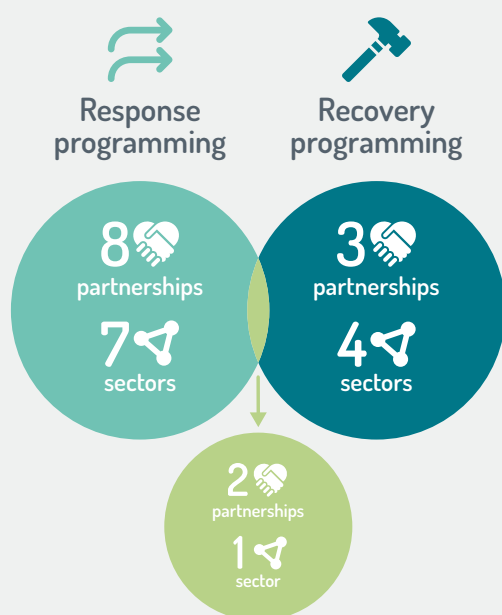 Response
programming
Recovery
programming
8
partnerships
7
sectors
3
partnerships
4
sectors
2
partnerships
1
sector